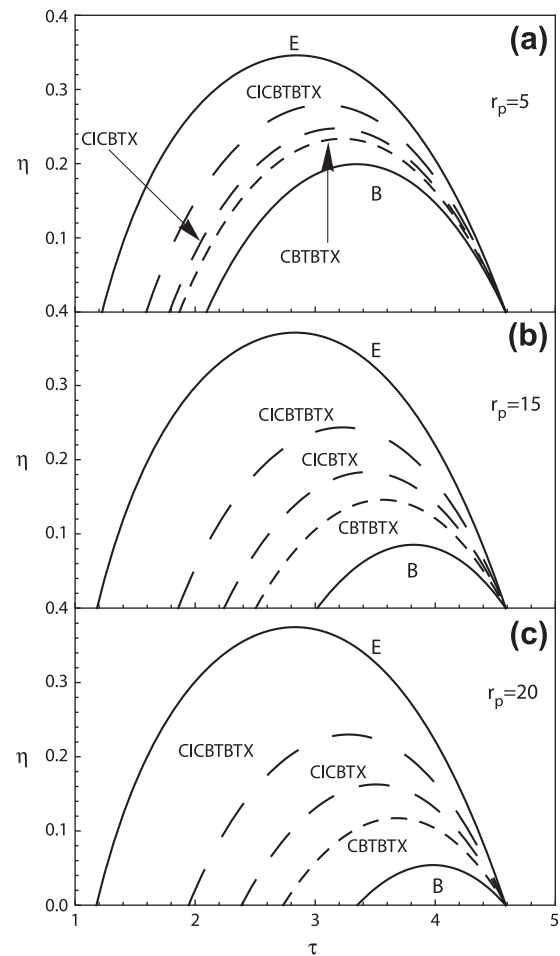 0.4
(a)
E
CICBTBTX
r_p=5
0.3
CICBTX
η
0.2
B
CBTBTX
0.1
0.4
(b)
E
0.3
CICBTBTX
r_p=15
η
0.2
CICBTX
CBTBTX
0.1
B
0.4
(c)
E
0.3
r_p=20
CICBTBTX
η
0.2
CICBTX
0.1
CBTBTX
B
0.0
1 2 3 4 5
τ